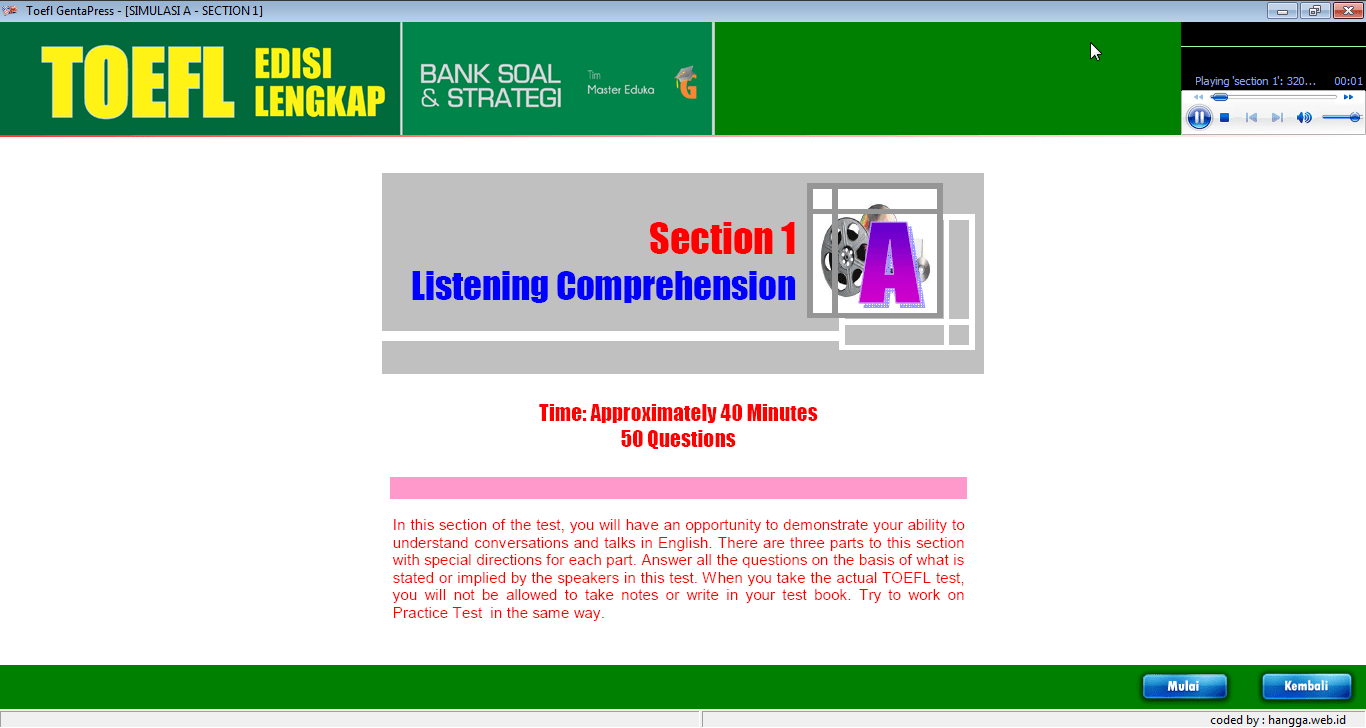 Toefl GentaPress - [SIMULASI A - SECTION 1]
TOEFL
EDISI
LENGKAP
BANK SOAL
& STRATEGI
Tim
Master Eduka
G
Playing 'section 1': 320... 00:01
Section 1
Listening Comprehension
A
Time: Approximately 40 Minutes
50 Questions
In this section of the test, you will have an opportunity to demonstrate your ability to
understand conversations and talks in English. There are three parts to this section
with special directions for each part. Answer all the questions on the basis of what is
stated or implied by the speakers in this test. When you take the actual TOEFL test,
you will not be allowed to take notes or write in your test book. Try to work on
Practice Test in the same way.
Mulai
Kembali
coded by : hangga.web.id